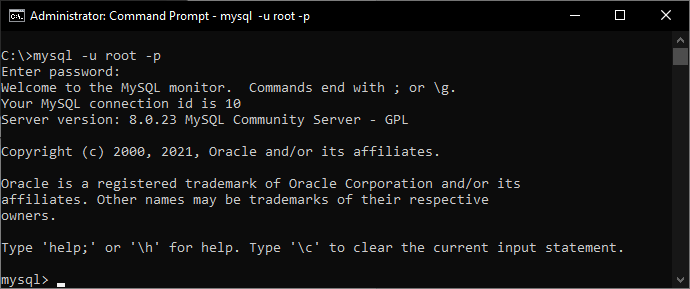 Administrator: Command Prompt - mysql  -u root -p
C:\>mysql -u root -p
Enter password:
Welcome to the MySQL monitor.  Commands end with ; or \g.
Your MySQL connection id is 10
Server version: 8.0.23 MySQL Community Server - GPL
Copyright (c) 2000, 2021, Oracle and/or its affiliates.
Oracle is a registered trademark of Oracle Corporation and/or its
affiliates. Other names may be trademarks of their respective
owners.
Type 'help;' or '\h' for help. Type '\c' to clear the current input statement.
mysql>